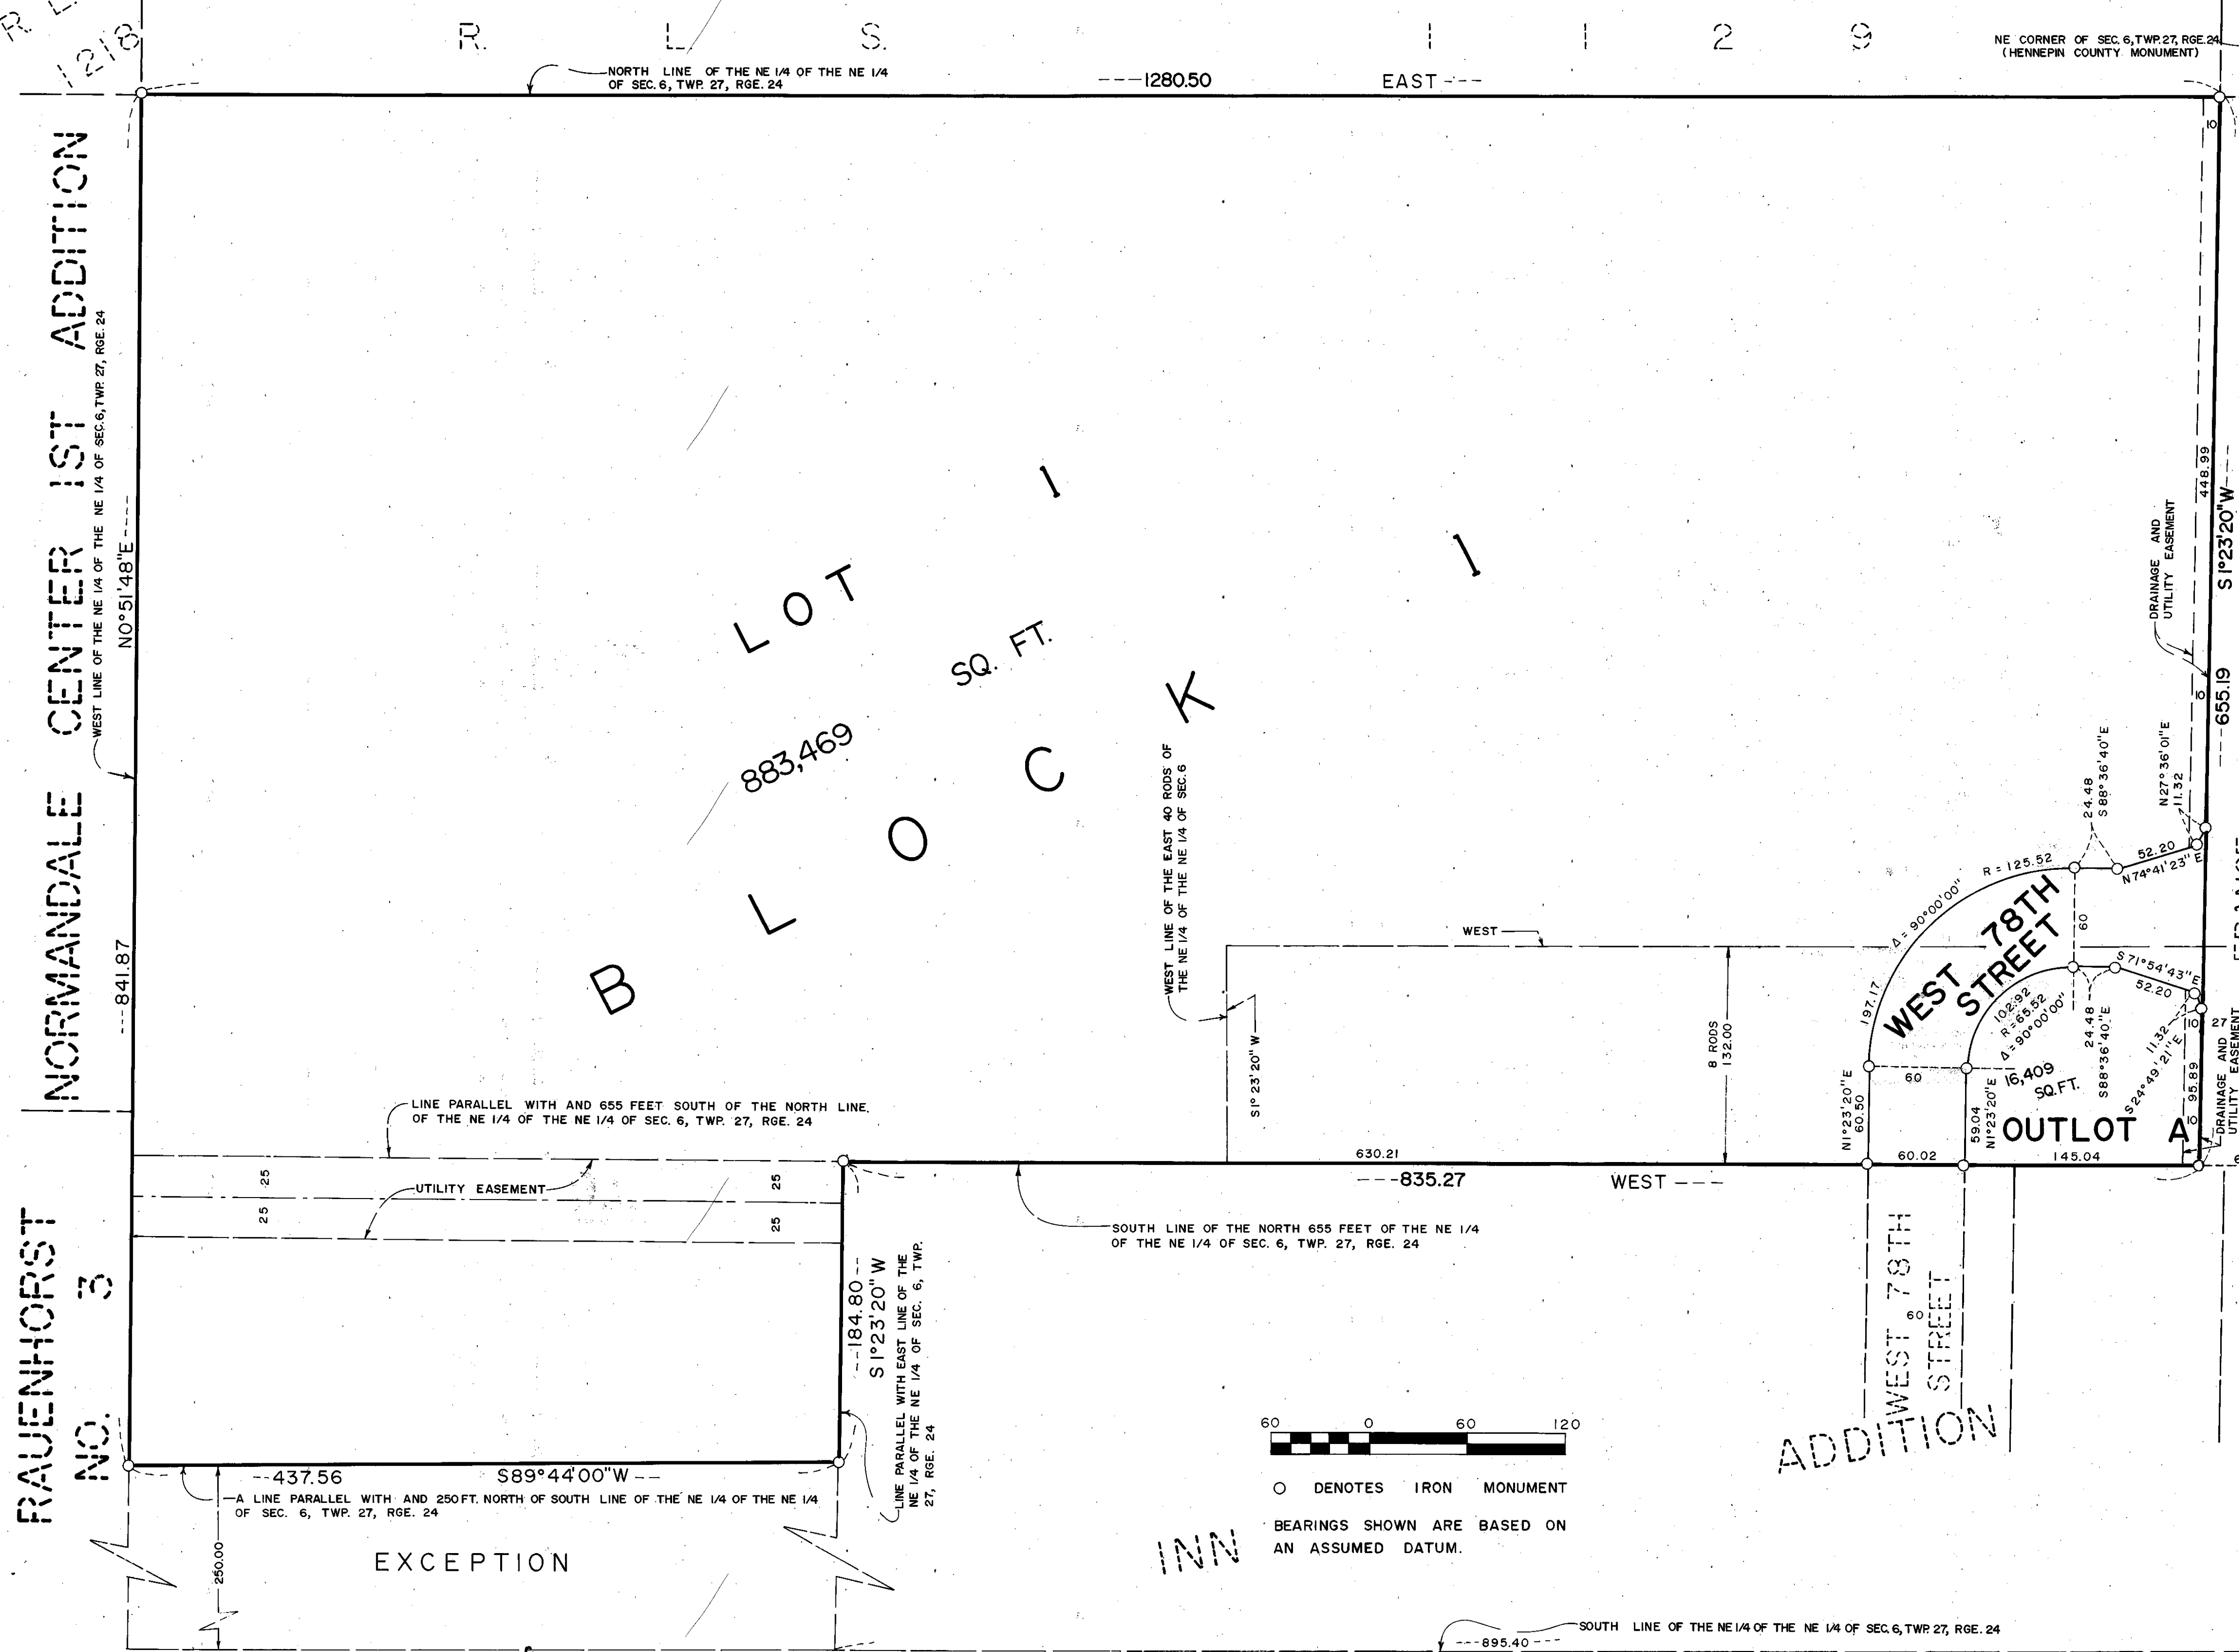 R. L. S. 1 1 2 9
1218
NE CORNER OF SEC. 6, TWP. 27, RGE. 24
(HENNEPIN COUNTY MONUMENT)
NORTH LINE OF THE NE 1/4 OF THE NE 1/4
OF SEC. 6, TWP. 27, RGE. 24
---1280.50 EAST---
10
NORMANDALE CENTER 1ST ADDITION
WEST LINE OF THE NE 1/4 OF THE NE 1/4 OF SEC. 6, TWP. 27, RGE. 24
N0°51'48"E----
---841.87
LOT 1
883,469 SQ. FT.
BLOCK 1
448.99
S1°23'20"W---
----655.19
DRAINAGE AND
UTILITY EASEMENT
10
N27°36'01"E
11.32
24.48
S88°36'40"E
52.20
N74°41'23"E
R = 125.52
Δ = 90°00'00"
197.17
WEST 78TH
STREET
60
S71°54'43"E
52.20
102.92
R = 65.52
Δ = 90°00'00"
24.48
S88°36'40"E
11.32
S24°49'21"E
10
27
95.89
10
DRAINAGE AND
UTILITY EASEMENT
16,409
SQ. FT.
OUTLOT A
60
N1°23'20"E
60.50
59.04
N1°23'20"E
60.02
145.04
WEST LINE OF THE EAST 40 RODS OF
THE NE 1/4 OF THE NE 1/4 OF SEC. 6
WEST
S1°23'20"W
8 RODS
132.00
630.21
---835.27 WEST---
LINE PARALLEL WITH AND 655 FEET SOUTH OF THE NORTH LINE.
OF THE NE 1/4 OF THE NE 1/4 OF SEC. 6, TWP. 27, RGE. 24
25
25
UTILITY EASEMENT
25
25
SOUTH LINE OF THE NORTH 655 FEET OF THE NE 1/4
OF THE NE 1/4 OF SEC. 6, TWP. 27, RGE. 24
FRAUENHORST
NO. 3
---184.80--
S1°23'20"W
LINE PARALLEL WITH EAST LINE OF THE
NE 1/4 OF THE NE 1/4 OF SEC. 6, TWP.
27, RGE. 24
--437.56 S89°44'00"W--
A LINE PARALLEL WITH AND 250 FT. NORTH OF SOUTH LINE OF THE NE 1/4 OF THE NE 1/4
OF SEC. 6, TWP. 27, RGE. 24
250.00
EXCEPTION
WEST 78TH
60
STREET
INN ADDITION
60 0 60 120
DENOTES IRON MONUMENT
BEARINGS SHOWN ARE BASED ON
AN ASSUMED DATUM.
SOUTH LINE OF THE NE 1/4 OF THE NE 1/4 OF SEC. 6, TWP. 27, RGE. 24
---895.40---